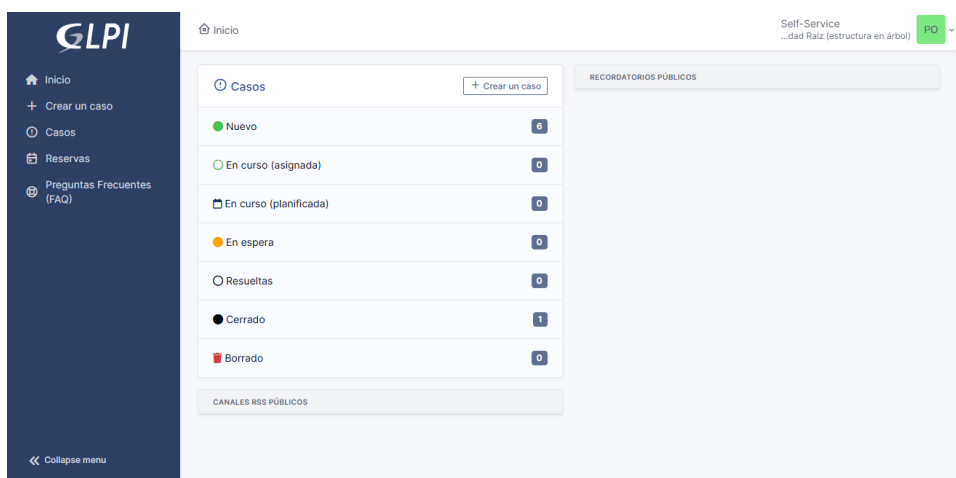 GLPI
Inicio
Crear un caso
Casos
Reservas
Preguntas Frecuentes
(FAQ)
Collapse menu
Inicio
Self-Service
...dad Raíz (estructura en árbol)
PO
Casos
+ Crear un caso
Nuevo 6
En curso (asignada) 0
En curso (planificada) 0
En espera 0
Resueltas 0
Cerrado 1
Borrado 0
CANALES RSS PÚBLICOS
RECORDATORIOS PÚBLICOS